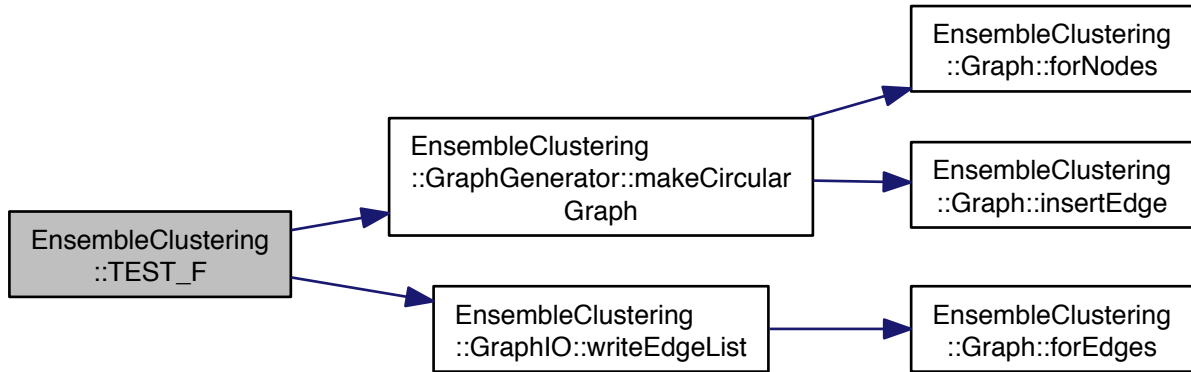 EnsembleClustering
::TEST_F
EnsembleClustering
::GraphGenerator::makeCircular
Graph
EnsembleClustering
::GraphIO::writeEdgeList
EnsembleClustering
::Graph::forNodes
EnsembleClustering
::Graph::insertEdge
EnsembleClustering
::Graph::forEdges